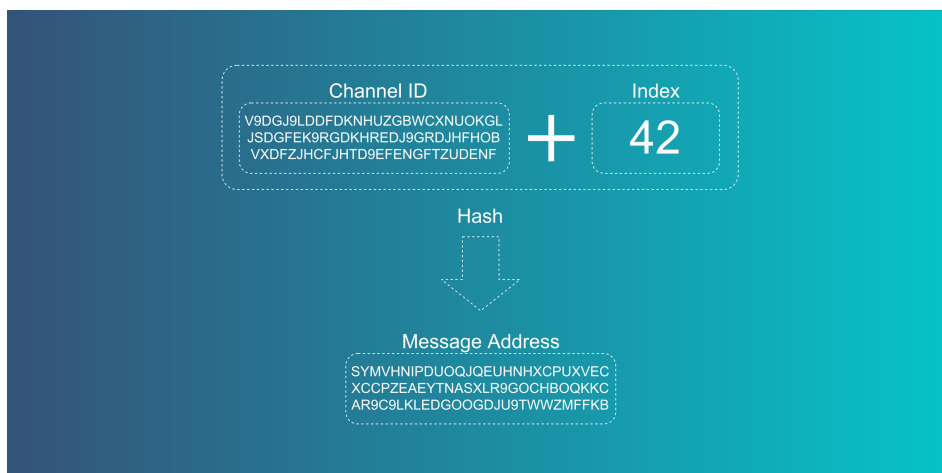 Channel ID
V9DGJ9LDDFDKNHUZGBWCXNUOKGL
JSDGFEK9RGDKHREDJ9GRDJHFHOB
VXDFZJHCFJHTD9EFENGFTZUDENF
+
Index
42
Hash
Message Address
SYMVHNIPDUOQJQEUHNHXCPUXVEC
XCCPZEAEYTNASXLR9GOCHBOQKKC
AR9C9LKLEDGOOGDJU9TWWZMFFKB